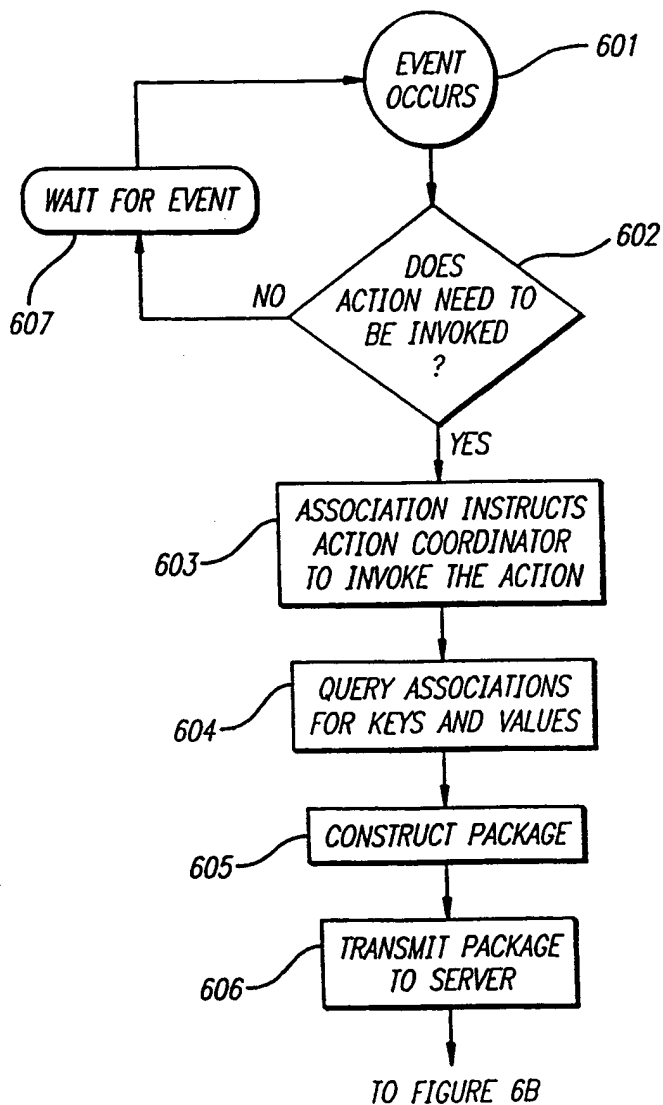 EVENT
OCCURS
601
WAIT FOR EVENT
607
DOES
ACTION NEED TO
BE INVOKED
?
602
NO
YES
ASSOCIATION INSTRUCTS
ACTION COORDINATOR
TO INVOKE THE ACTION
603
QUERY ASSOCIATIONS
FOR KEYS AND VALUES
604
CONSTRUCT PACKAGE
605
TRANSMIT PACKAGE
TO SERVER
606
TO FIGURE 6B